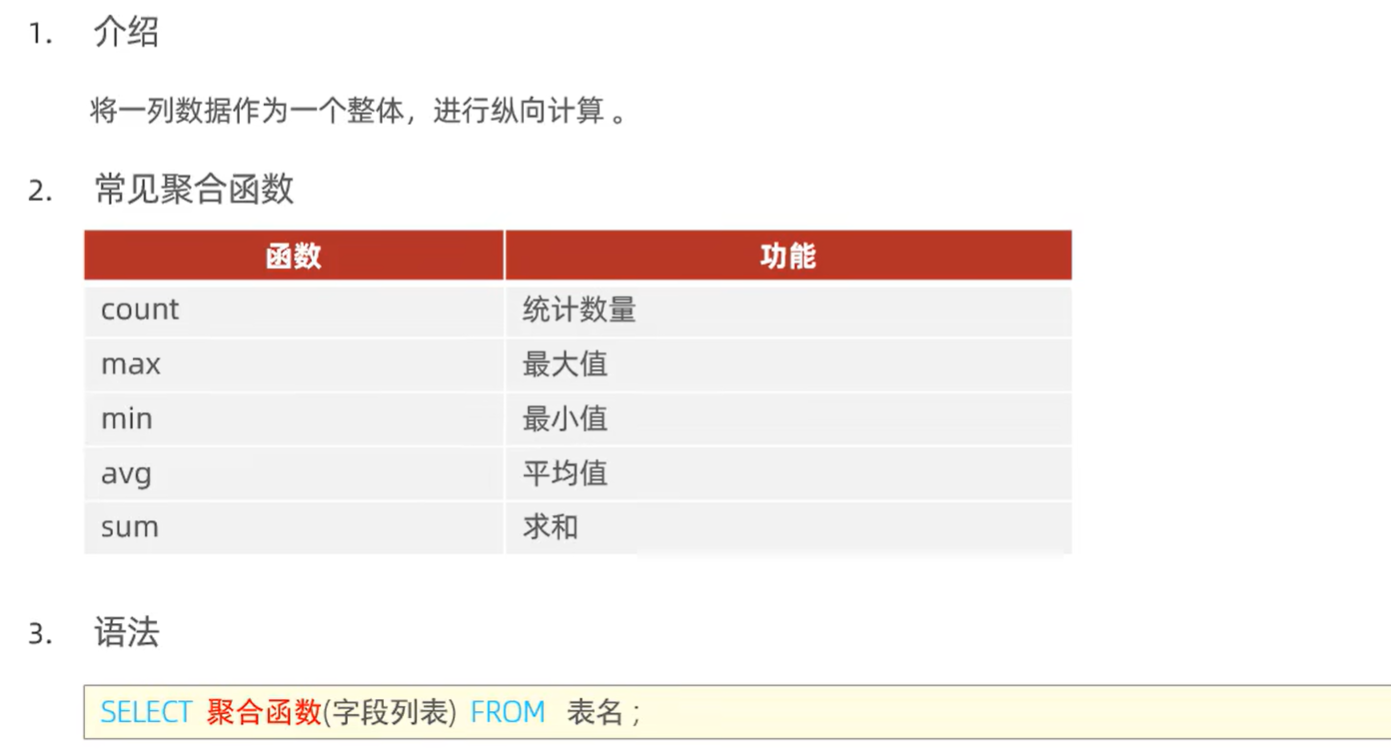 1. 介绍
将一列数据作为一个整体，进行纵向计算 。
2. 常见聚合函数
函数 功能
count 统计数量
max 最大值
min 最小值
avg 平均值
sum 求和
3. 语法
SELECT 聚合函数(字段列表) FROM 表名 ;